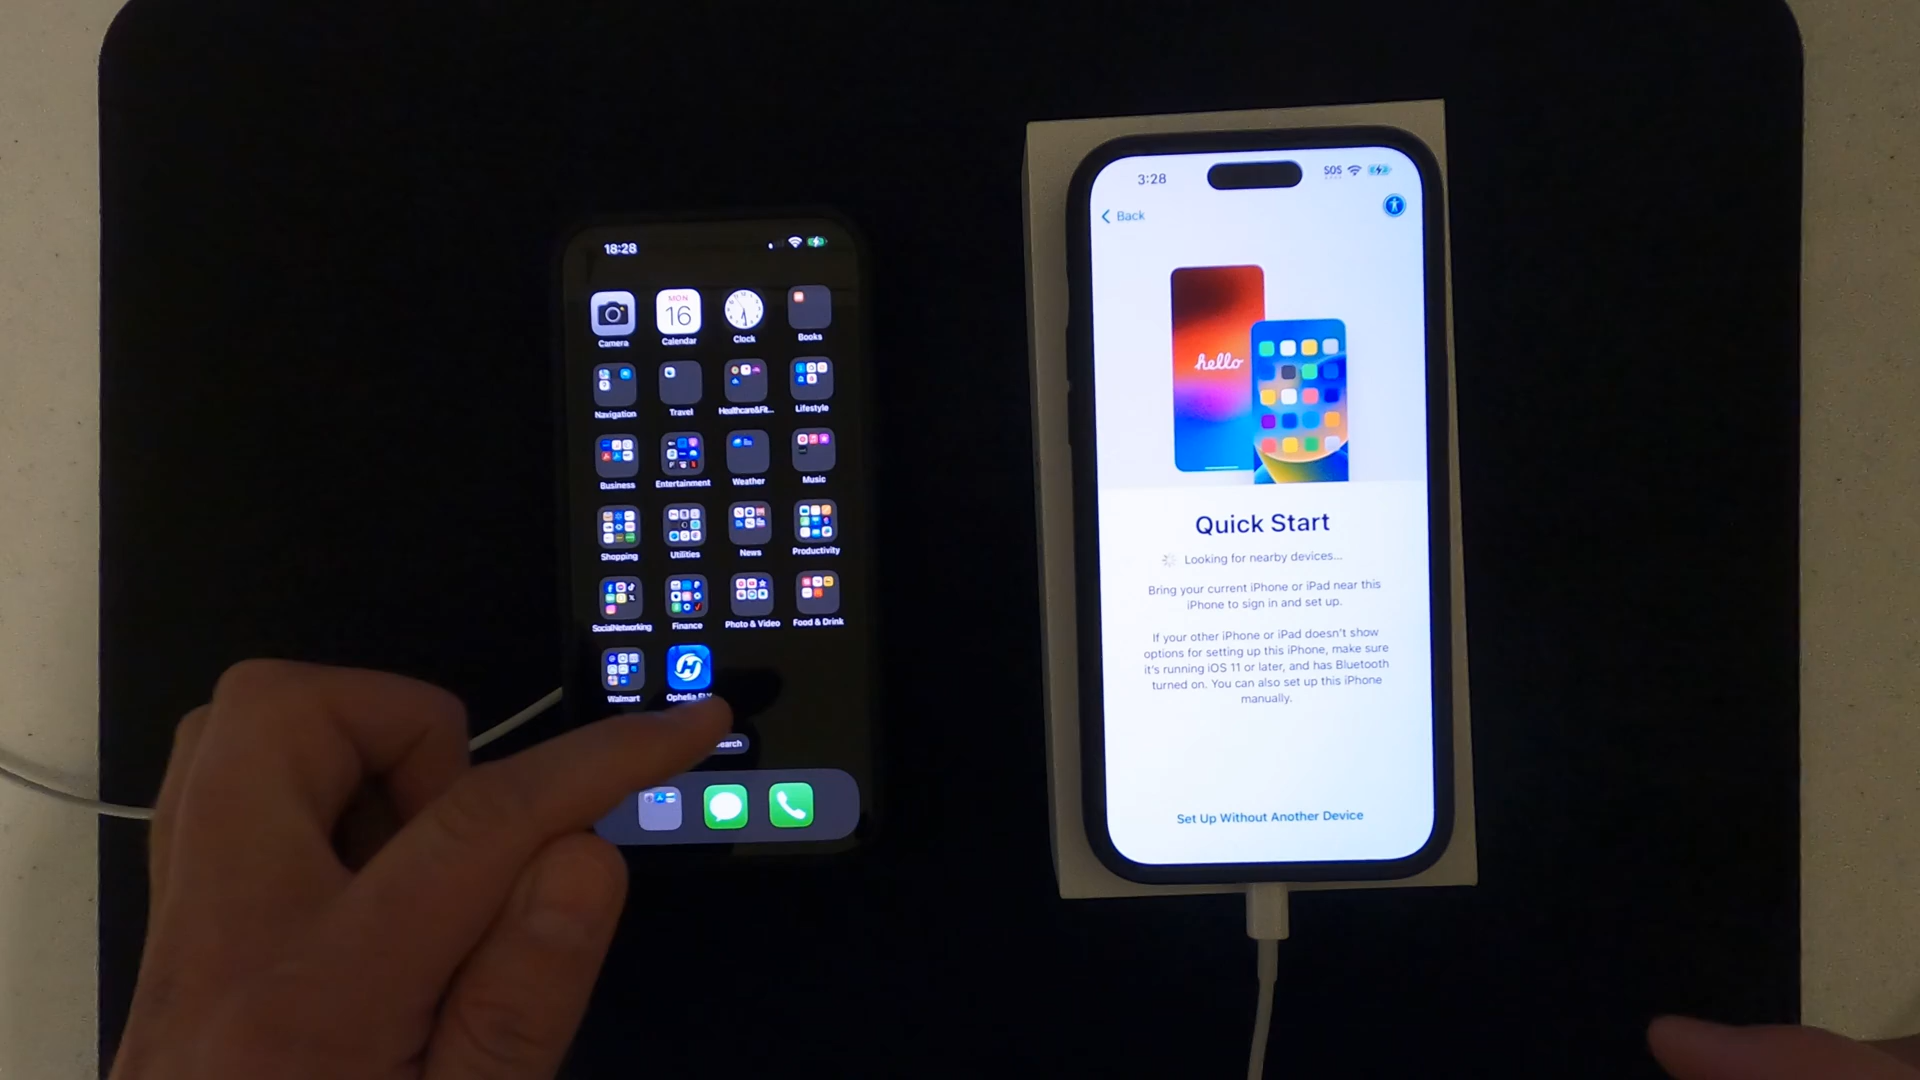 18:28
MON
16
Camera
Calendar
Clock
Books
Navigation
Travel
Healthcare&Fit...
Lifestyle
Business
Entertainment
Weather
Music
Shopping
Utilities
News
Productivity
SocialNetworking
Finance
Photo & Video
Food & Drink
Walmart
Ophelia
3:28
SOS
Back
hello
Quick Start
Looking for nearby devices...
Bring your current iPhone or iPad near this
iPhone to sign in and set up.
If your other iPhone or iPad doesn't show
options for setting up this iPhone, make sure
it's running iOS 11 or later, and has Bluetooth
turned on. You can also set up this iPhone
manually.
Set Up Without Another Device